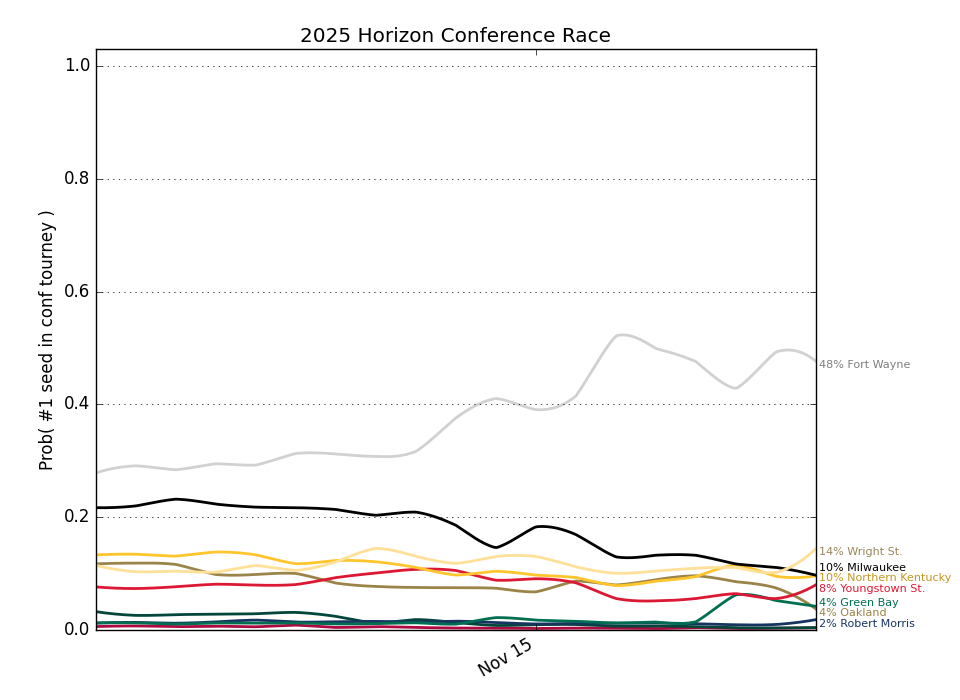 2025 Horizon Conference Race
Prob( #1 seed in conf tourney )
1.0
0.8
0.6
0.4
0.2
0.0
Nov 15
48% Fort Wayne
14% Wright St.
10% Milwaukee
10% Northern Kentucky
8% Youngstown St.
4% Green Bay
4% Oakland
2% Robert Morris